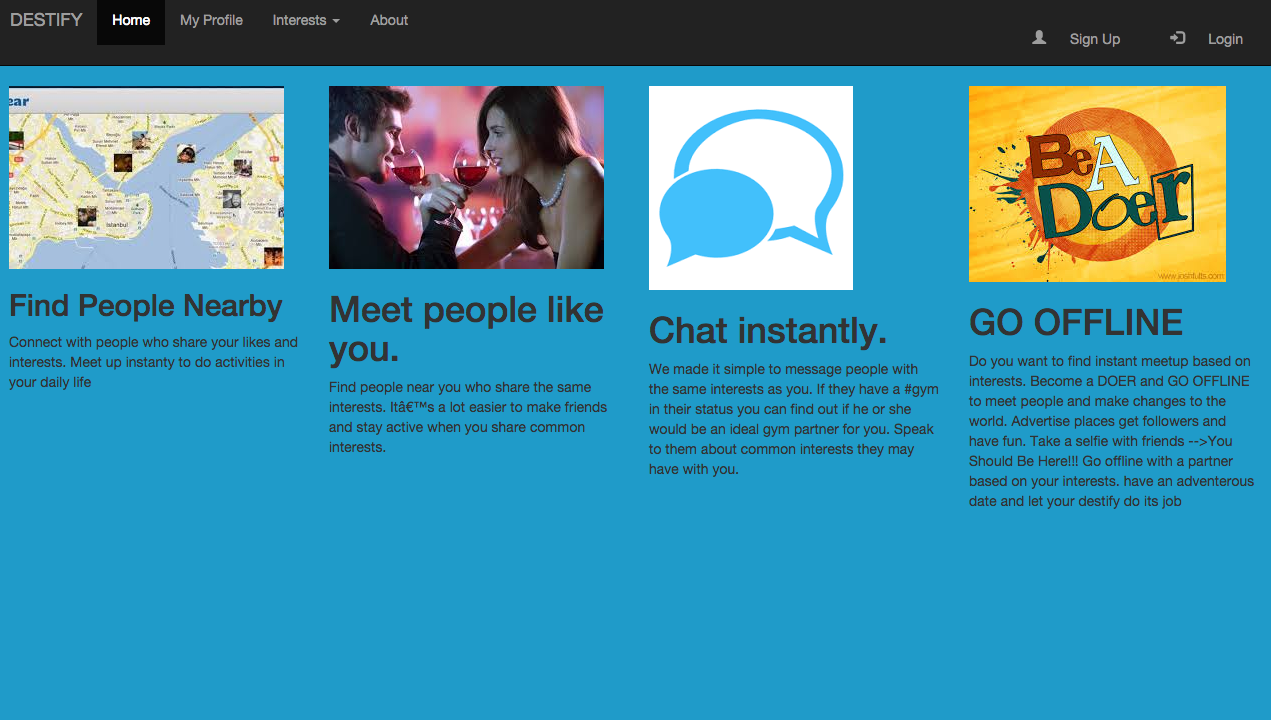 DESTIFY Home My Profile Interests About
Sign Up Login
ear
Istanbul
Find People Nearby
Connect with people who share your likes and
interests. Meet up instanty to do activities in
your daily life
Meet people like
you.
Find people near you who share the same
interests. Itâ€™s a lot easier to make friends
and stay active when you share common
interests.
Chat instantly.
We made it simple to message people with
the same interests as you. If they have a #gym
in their status you can find out if he or she
would be an ideal gym partner for you. Speak
to them about common interests they may
have with you.
Be A
Doer
www.joshfults.com
GO OFFLINE
Do you want to find instant meetup based on
interests. Become a DOER and GO OFFLINE
to meet people and make changes to the
world. Advertise places get followers and
have fun. Take a selfie with friends -->You
Should Be Here!!! Go offline with a partner
based on your interests. have an adventerous
date and let your destify do its job